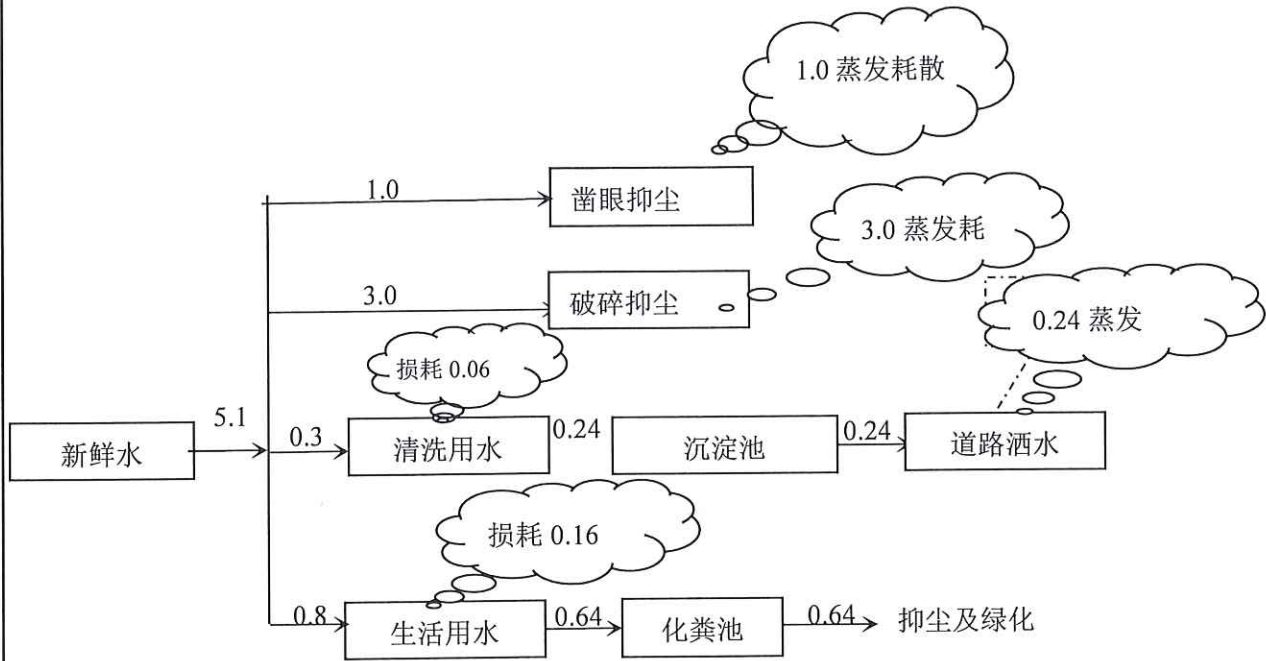 1.0 蒸发耗散
1.0
凿眼抑尘
3.0 蒸发耗
3.0
破碎抑尘
0.24 蒸发
损耗 0.06
5.1
新鲜水
0.3
清洗用水
0.24
沉淀池
0.24
道路洒水
损耗 0.16
0.8
生活用水
0.64
化粪池
0.64
抑尘及绿化